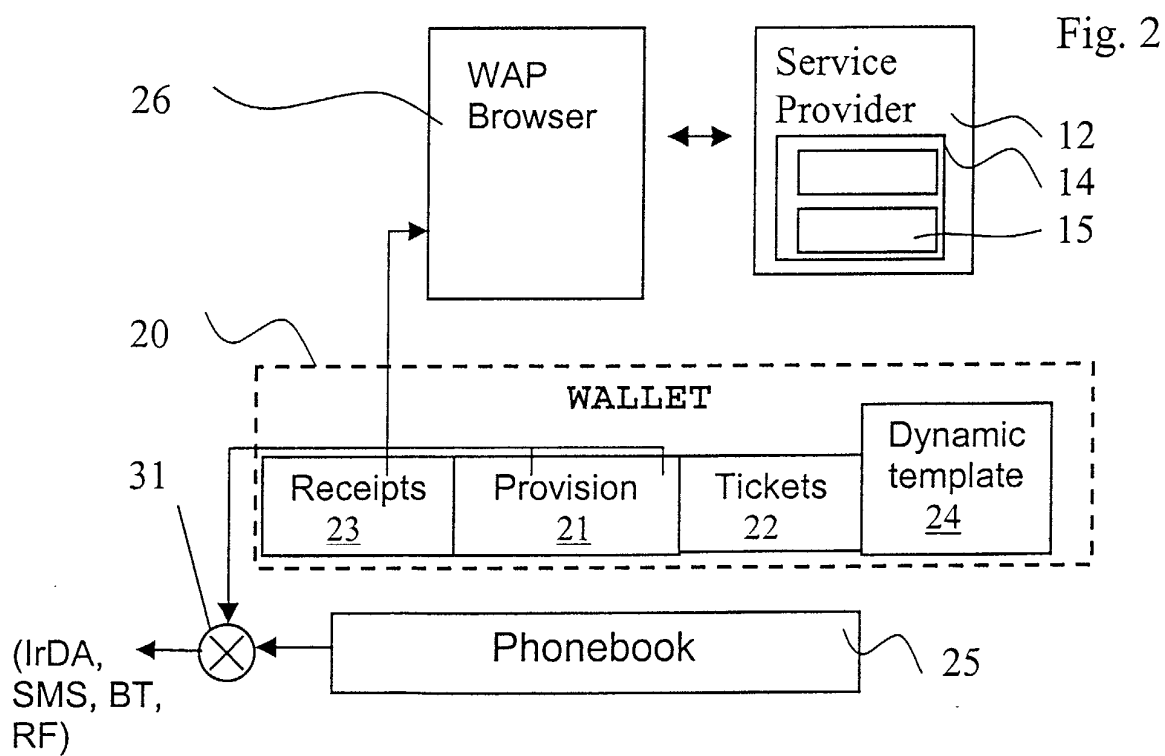 Fig. 2
26
WAP
Browser
Service
Provider
12
14
15
20
WALLET
31
Receipts
23
Provision
21
Tickets
22
Dynamic
template
24
(IrDA,
SMS, BT,
RF)
Phonebook
25